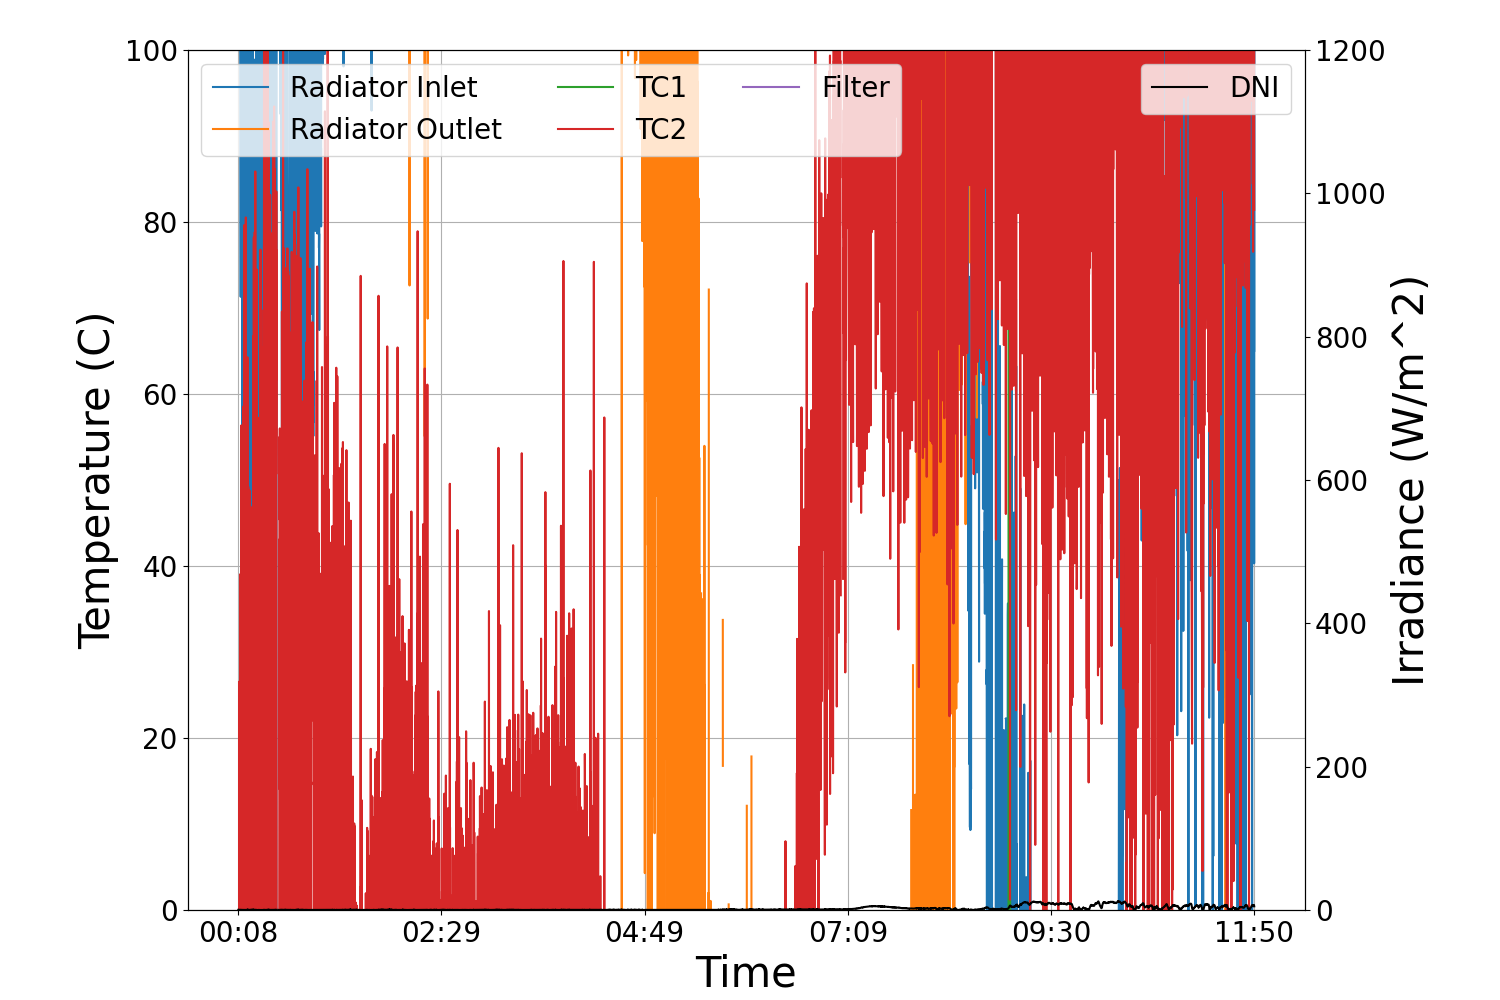 100
80
60
40
20
0
Temperature (C)
Radiator Inlet
Radiator Outlet
TC1
TC2
Filter
DNI
1200
1000
800
600
400
200
0
Irradiance (W/m^2)
00:08
02:29
04:49
07:09
09:30
11:50
Time